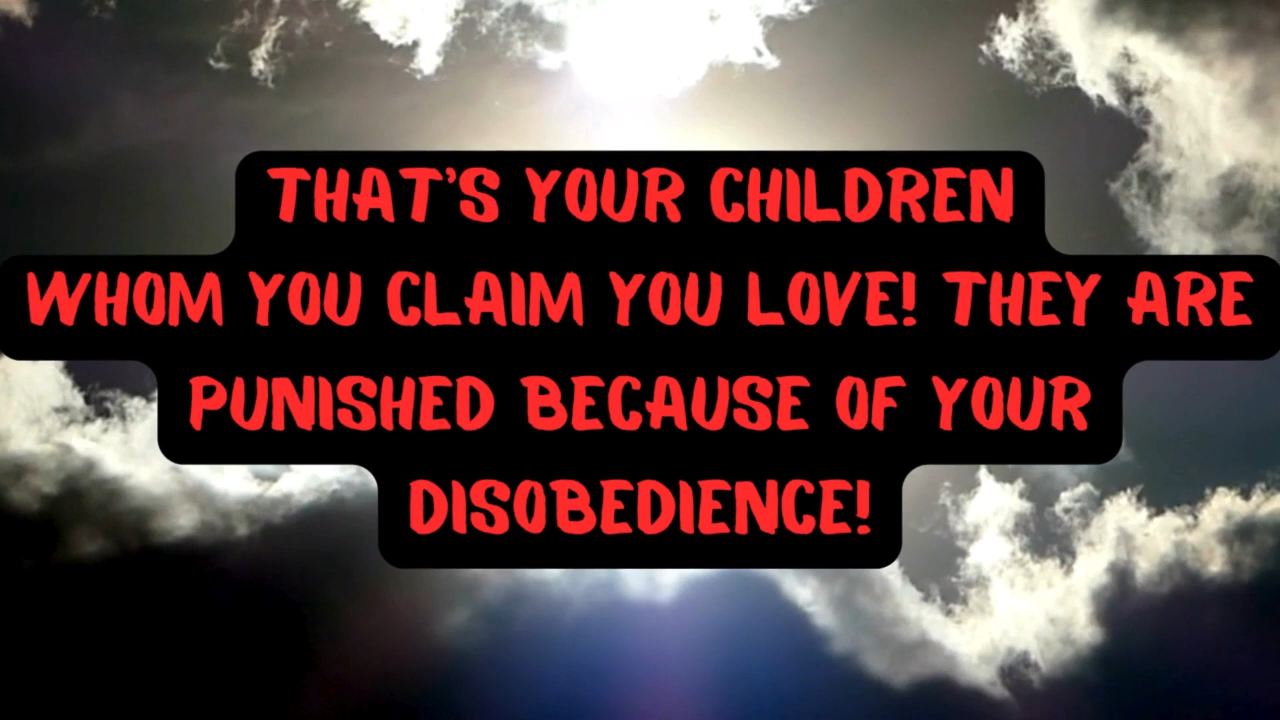 THAT'S YOUR CHILDREN
WHOM YOU CLAIM YOU LOVE! THEY ARE
PUNISHED BECAUSE OF YOUR
DISOBEDIENCE!